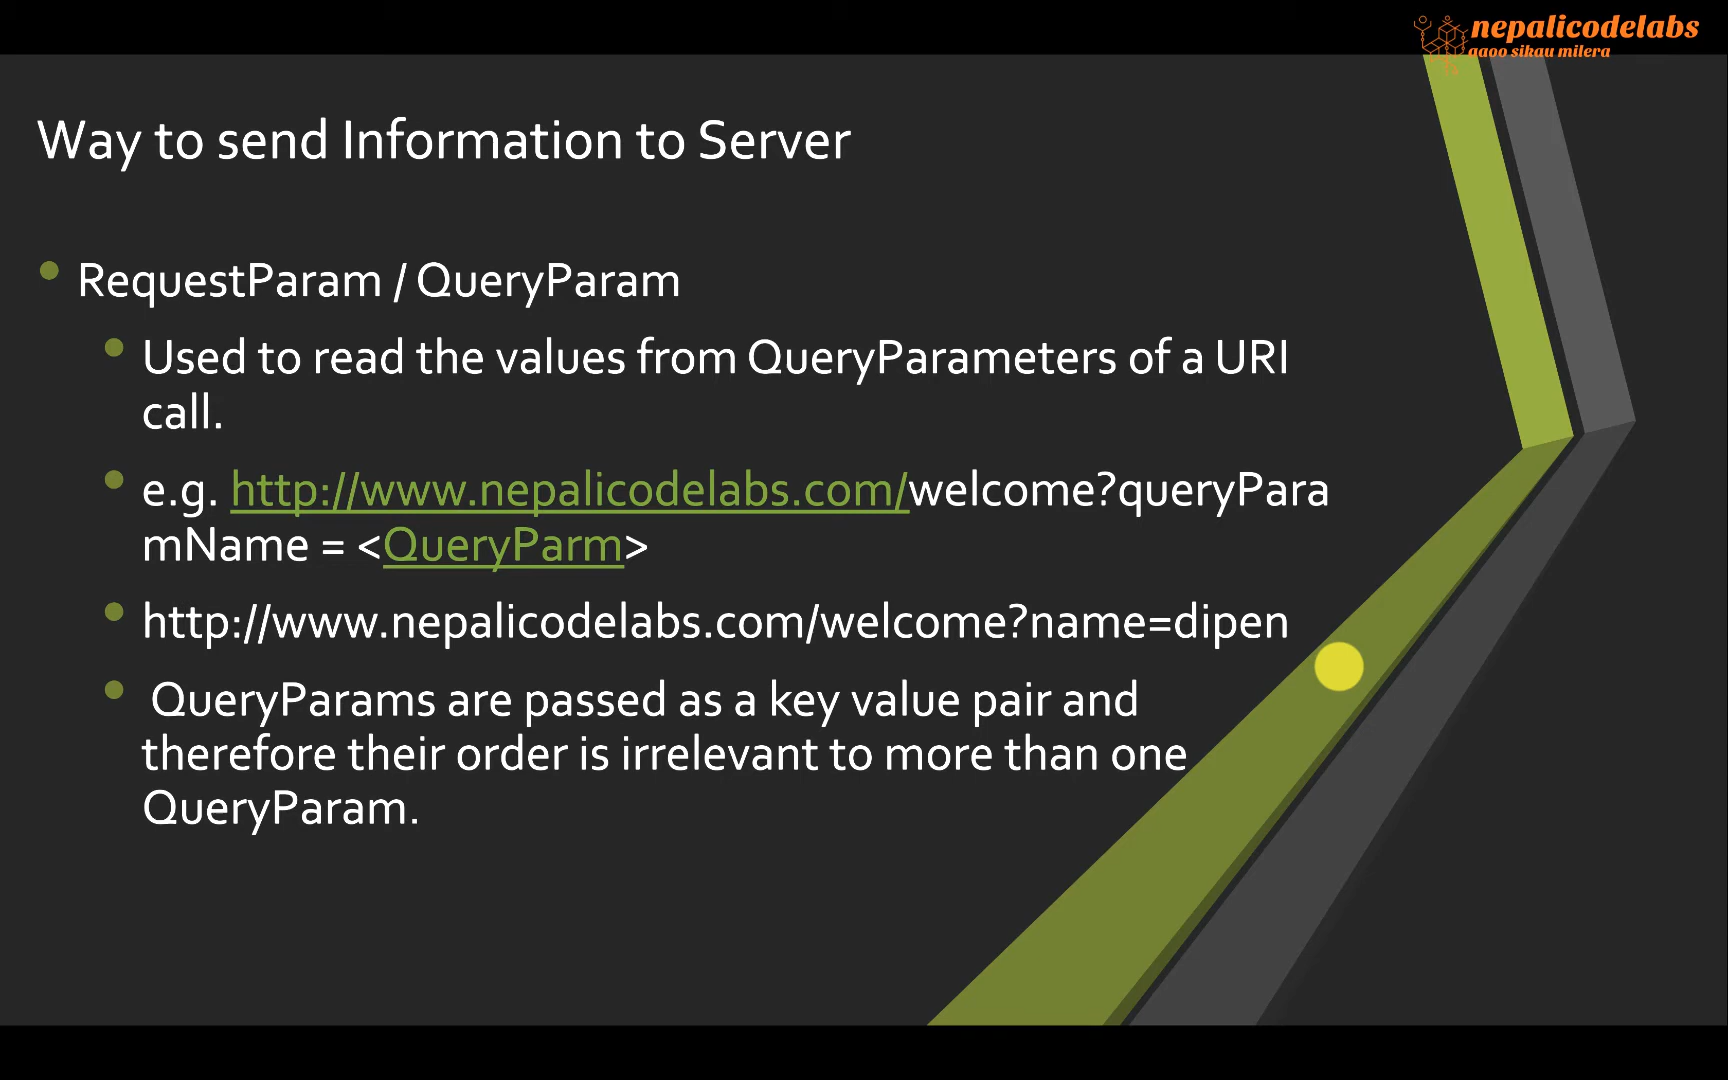 nepalicodelabs
aaoo sikau milera
Way to send Information to Server
RequestParam / QueryParam
Used to read the values from QueryParameters of a URI
call.
e.g. http://www.nepalicodelabs.com/welcome?queryPara
mName = <QueryParm>
http://www.nepalicodelabs.com/welcome?name=dipen
QueryParams are passed as a key value pair and
therefore their order is irrelevant to more than one
QueryParam.